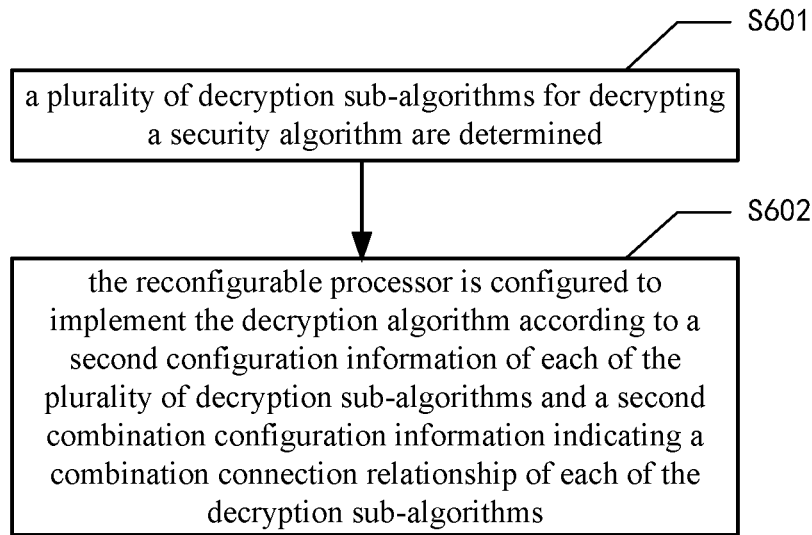 S601
a plurality of decryption sub-algorithms for decrypting
a security algorithm are determined
S602
the reconfigurable processor is configured to
implement the decryption algorithm according to a
second configuration information of each of the
plurality of decryption sub-algorithms and a second
combination configuration information indicating a
combination connection relationship of each of the
decryption sub-algorithms